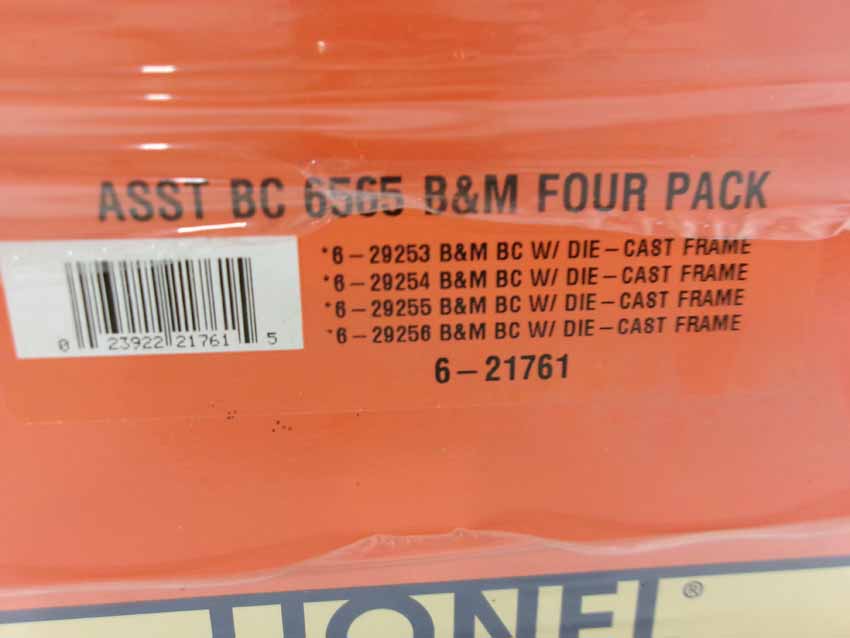 ASST BC 6565 B&M FOUR PACK
*6-29253 B&M BC W/ DIE-CAST FRAME
*6-29254 B&M BC W/ DIE-CAST FRAME
*6-29255 B&M BC W/ DIE-CAST FRAME
*6-29256 B&M BC W/ DIE-CAST FRAME
0 23922 21761 5
6-21761
LIONEL®